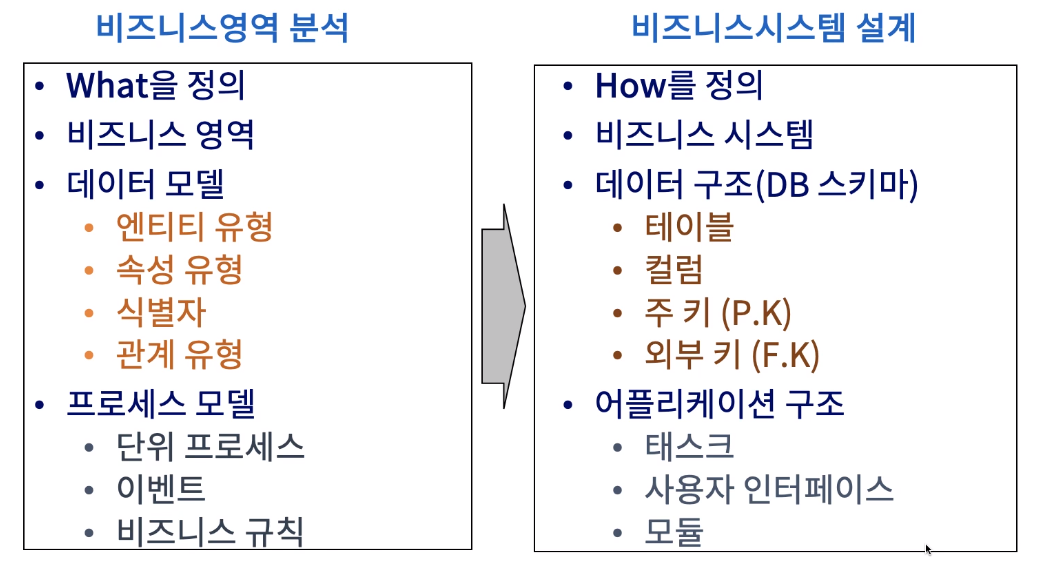 비즈니스영역 분석
• What을 정의
• 비즈니스 영역
• 데이터 모델
• 엔티티 유형
• 속성 유형
• 식별자
• 관계 유형
• 프로세스 모델
• 단위 프로세스
• 이벤트
• 비즈니스 규칙
비즈니스시스템 설계
• How를 정의
• 비즈니스 시스템
• 데이터 구조(DB 스키마)
• 테이블
• 컬럼
• 주 키 (P.K)
• 외부 키 (F.K)
• 어플리케이션 구조
• 태스크
• 사용자 인터페이스
• 모듈